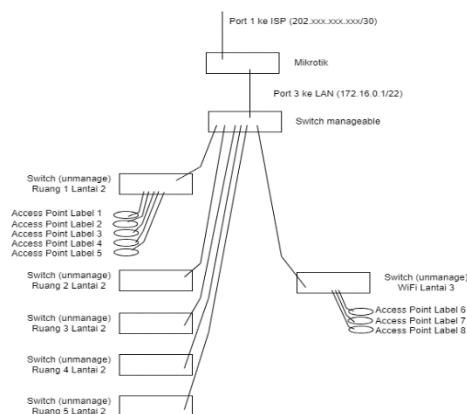 Port 1 ke ISP (202.xxx.xxx.xxx/30)
Mikrotik
Port 3 ke LAN (172.16.0.1/22)
Switch manageable
Switch (unmanage)
Ruang 1 Lantai 2
Access Point Label 1
Access Point Label 2
Access Point Label 3
Access Point Label 4
Access Point Label 5
Switch (unmanage)
Ruang 2 Lantai 2
Switch (unmanage)
WiFi Lantai 3
Access Point Label 6
Access Point Label 7
Access Point Label 8
Switch (unmanage)
Ruang 3 Lantai 2
Switch (unmanage)
Ruang 4 Lantai 2
Switch (unmanage)
Ruang 5 Lantai 2